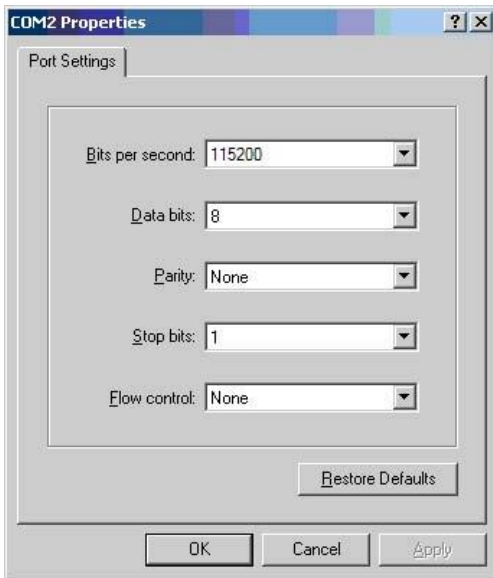 COM2 Properties
Port Settings
Bits per second: 115200
Data bits: 8
Parity: None
Stop bits: 1
Flow control: None
Restore Defaults
OK Cancel Apply